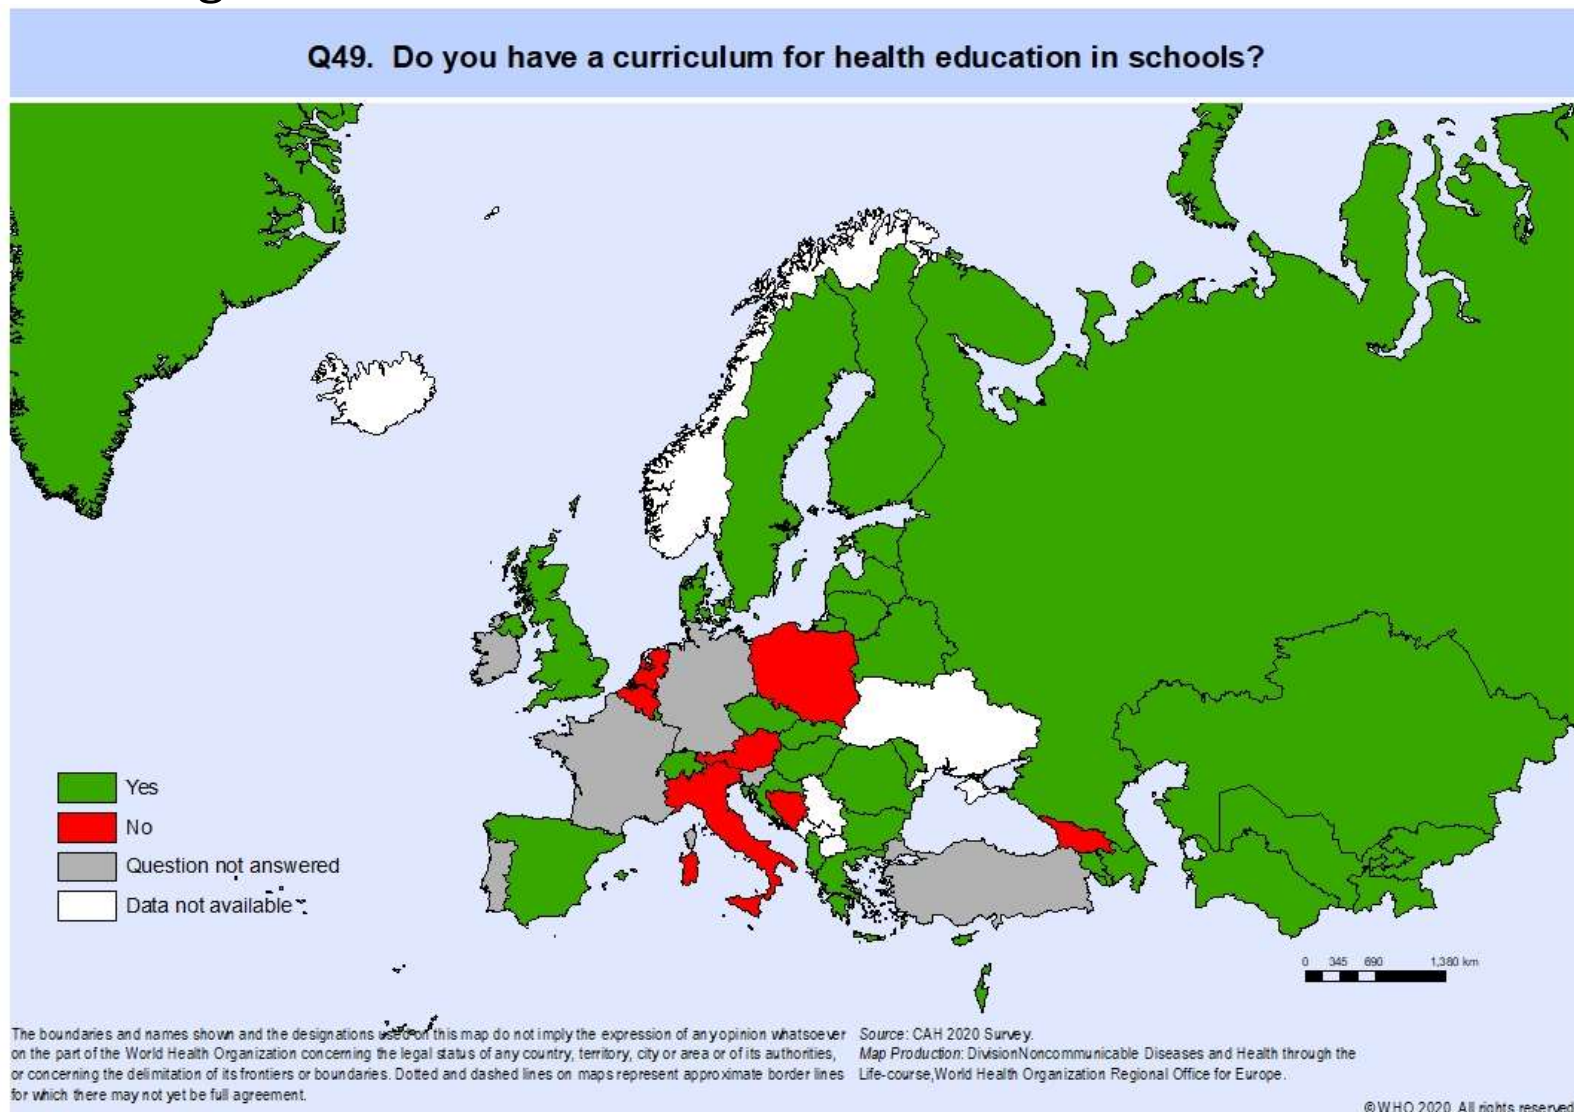 Q49. Do you have a curriculum for health education in schools?
Yes
No
Question not answered
Data not available
0 345 690 1,380 km
The boundaries and names shown and the designations used on this map do not imply the expression of any opinion whatsoever
on the part of the World Health Organization concerning the legal status of any country, territory, city or area or of its authorities,
or concerning the delimitation of its frontiers or boundaries. Dotted and dashed lines on maps represent approximate border lines
for which there may not yet be full agreement.
Source: CAH 2020 Survey.
Map Production: DivisionNoncommunicable Diseases and Health through the
Life-course,World Health Organization Regional Office for Europe.
© WHO 2020. All rights reserved